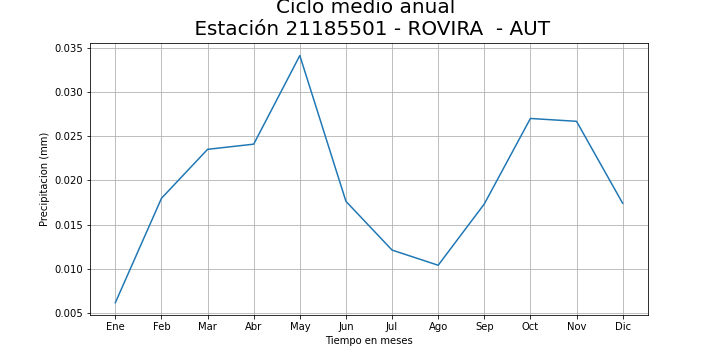 Ciclo medio anual
Estación 21185501 - ROVIRA  - AUT
0.035
0.030
0.025
0.020
0.015
0.010
0.005
Precipitacion (mm)
Ene Feb Mar Abr May Jun Jul Ago Sep Oct Nov Dic
Tiempo en meses